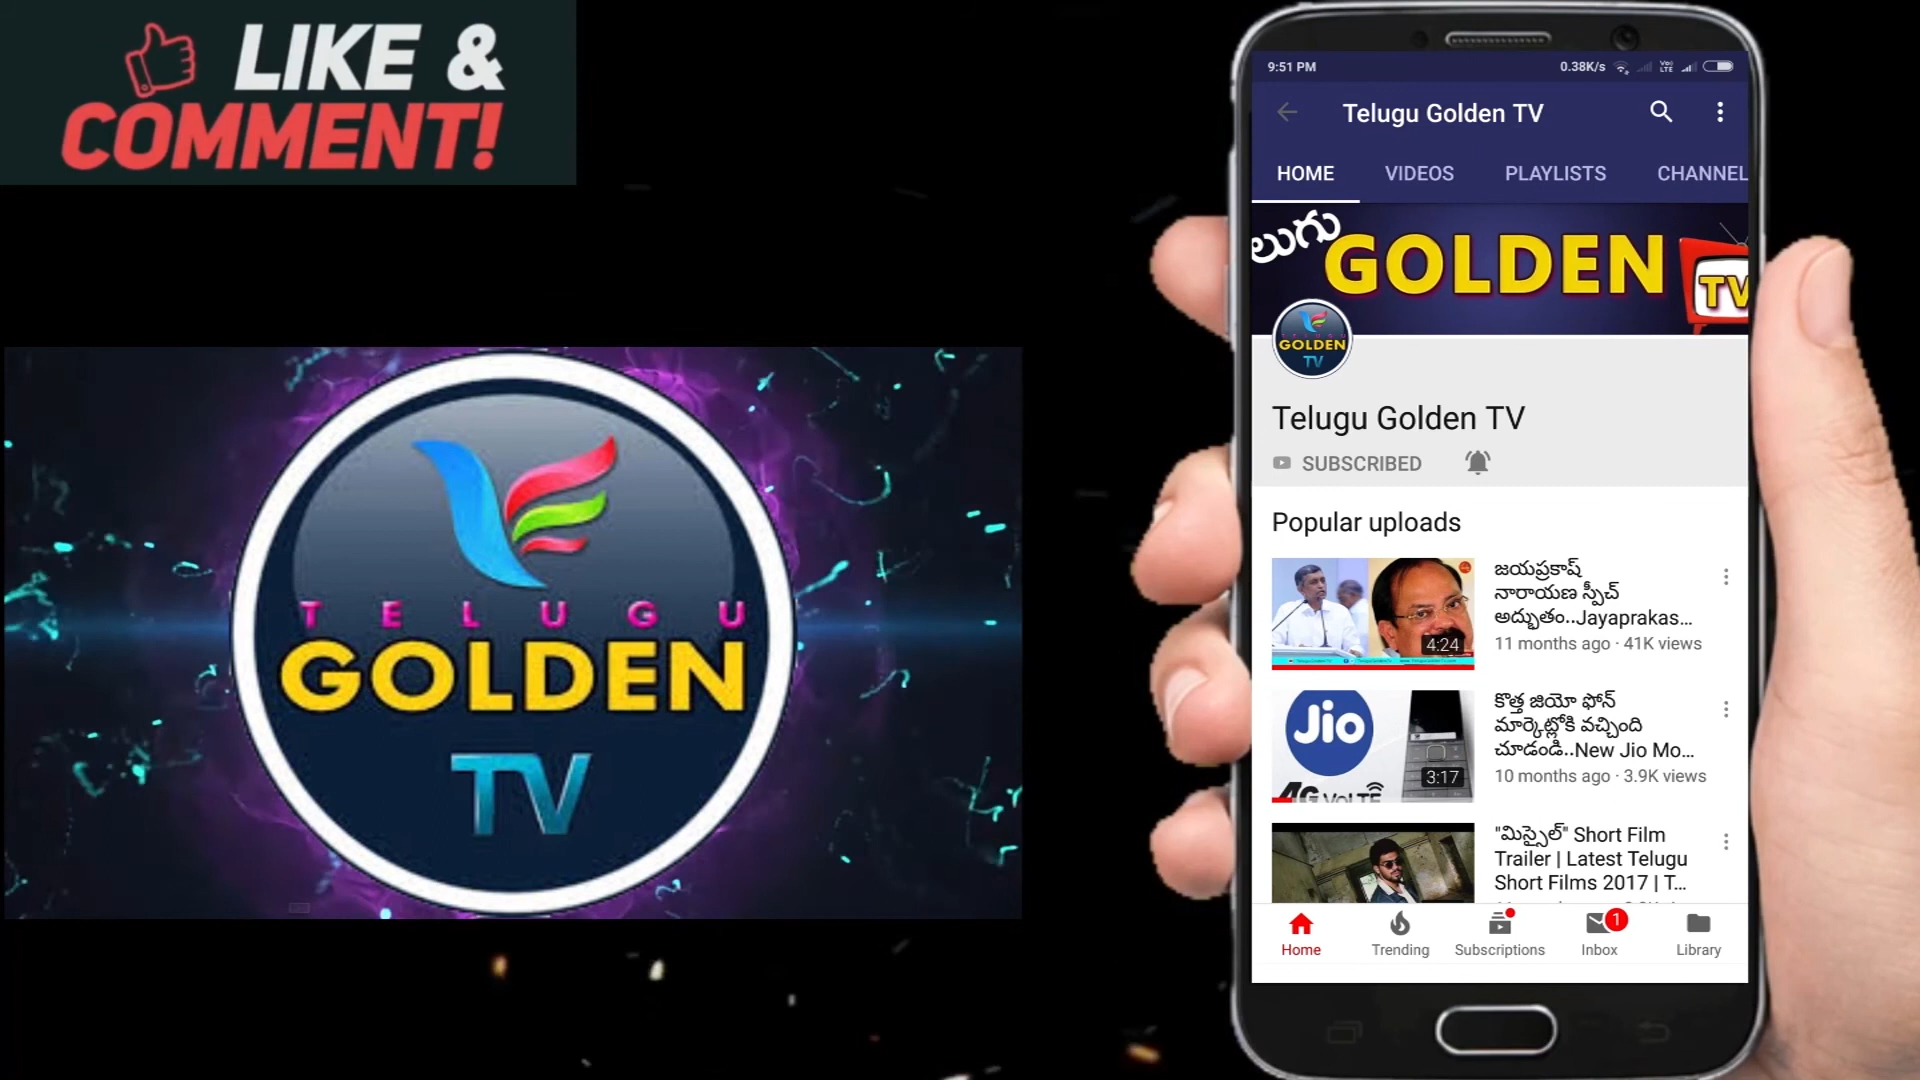 LIKE &
COMMENT!
TELUGU
GOLDEN
TV
9:51 PM
0.38K/s
Telugu Golden TV
HOME
VIDEOS
PLAYLISTS
CHANNEL
లుగు
GOLDEN
TV
GOLDEN
TV
Telugu Golden TV
SUBSCRIBED
Popular uploads
జయప్రకాష్
నారాయణ స్పీచ్
అద్భుతం..Jayaprakas...
11 months ago · 41K views
4:24
Jio
4G VoLTE
3:17
కొత్త జియో ఫోన్
మార్కెట్లోకి వచ్చింది
చూడండి..New Jio Mo...
10 months ago · 3.9K views
"మిస్సైల్" Short Film
Trailer | Latest Telugu
Short Films 2017 | T...
Home
Trending
Subscriptions
1
Inbox
Library